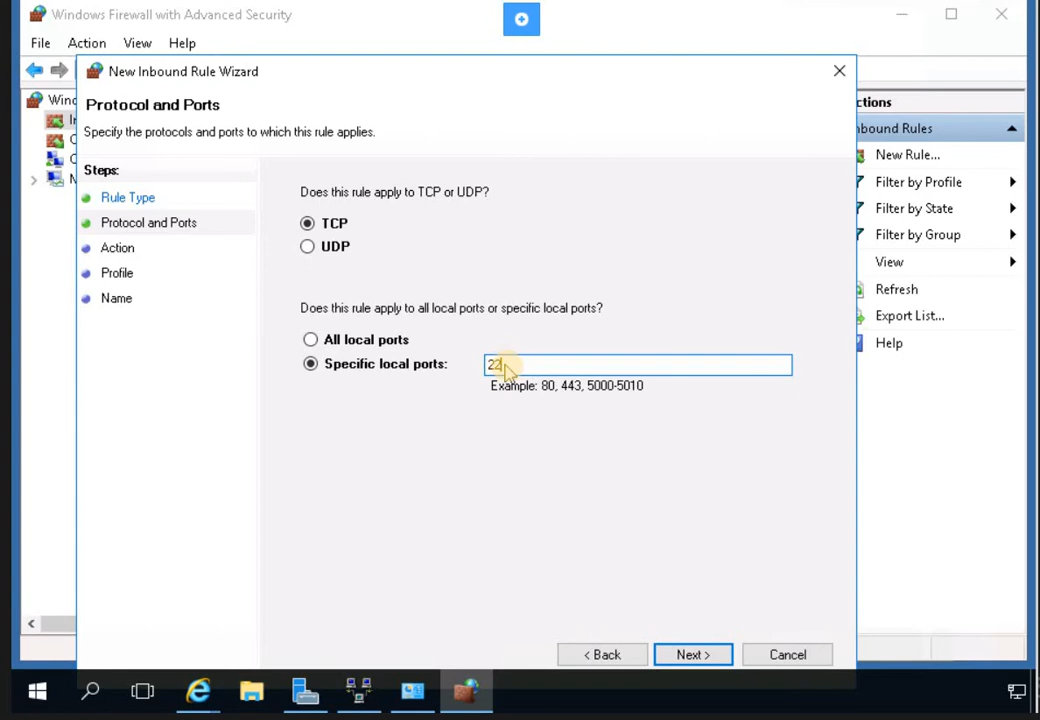 Windows Firewall with Advanced Security
File Action View Help
New Inbound Rule Wizard
Protocol and Ports
Specify the protocols and ports to which this rule applies.
Steps:
Rule Type
Protocol and Ports
Action
Profile
Name
Does this rule apply to TCP or UDP?
TCP
UDP
Does this rule apply to all local ports or specific local ports?
All local ports
Specific local ports: 22
Example: 80, 443, 5000-5010
< Back Next > Cancel
Rules
New Rule...
Filter by Profile
Filter by State
Filter by Group
View
Refresh
Export List...
Help